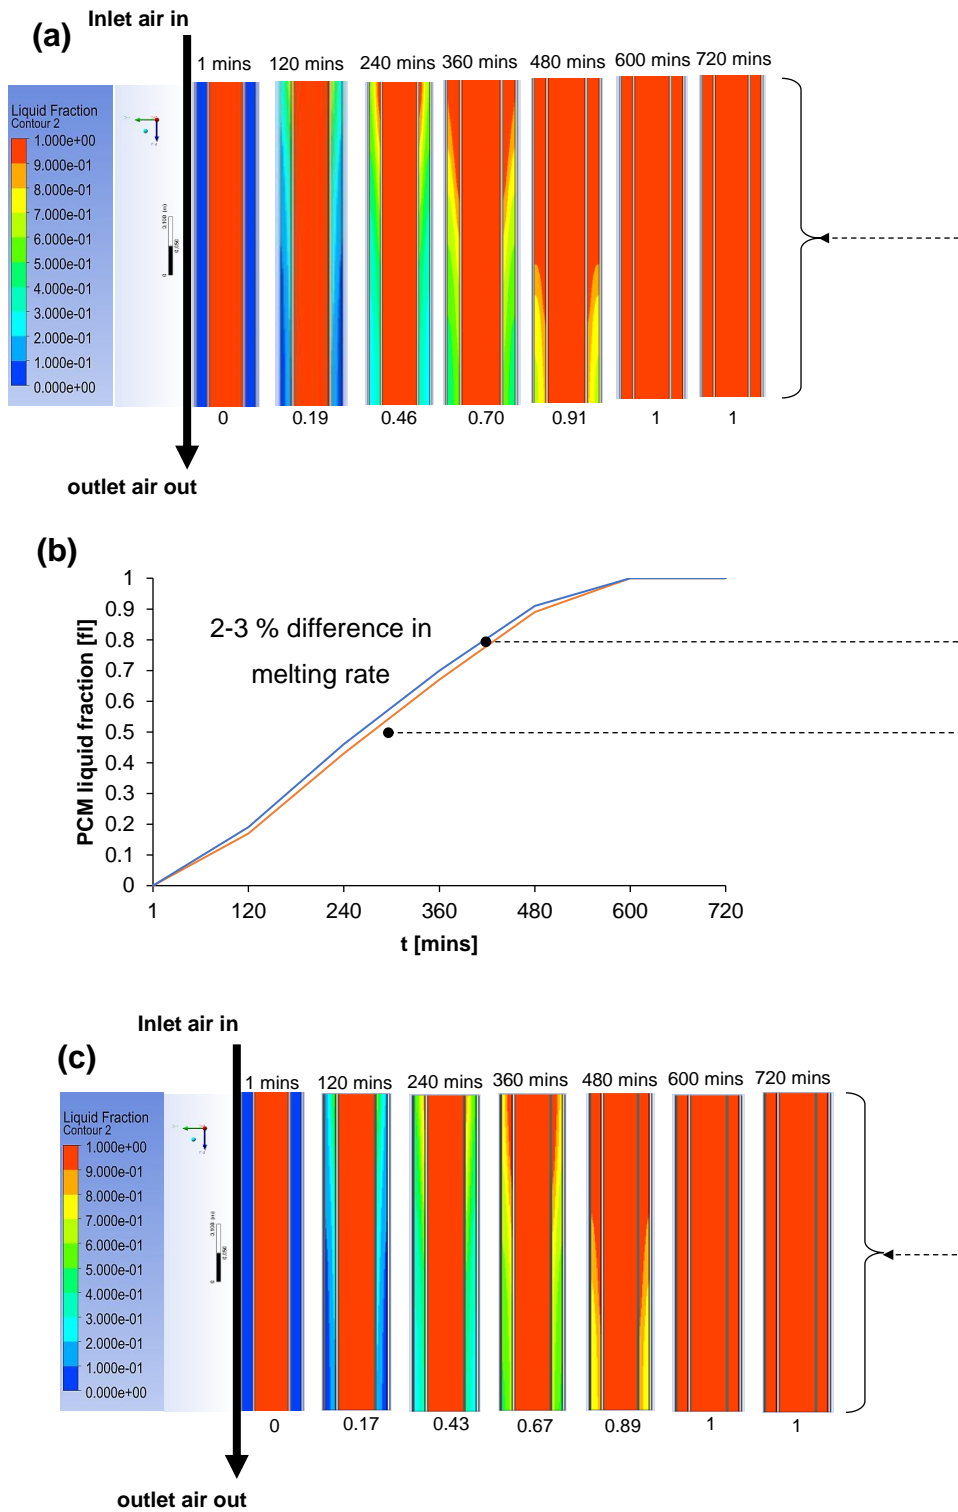 (a)
Inlet air in
1 mins 120 mins 240 mins 360 mins 480 mins 600 mins 720 mins
Liquid Fraction
Contour 2
1.000e+00
9.000e-01
8.000e-01
7.000e-01
6.000e-01
5.000e-01
4.000e-01
3.000e-01
2.000e-01
1.000e-01
0.000e+00
0 0.19 0.46 0.70 0.91 1 1
outlet air out
(b)
PCM liquid fraction [fl]
1
0.9
0.8
0.7
0.6
0.5
0.4
0.3
0.2
0.1
0
2-3 % difference in
melting rate
1 120 240 360 480 600 720
t [mins]
Inlet air in
(c)
1 mins 120 mins 240 mins 360 mins 480 mins 600 mins 720 mins
Liquid Fraction
Contour 2
1.000e+00
9.000e-01
8.000e-01
7.000e-01
6.000e-01
5.000e-01
4.000e-01
3.000e-01
2.000e-01
1.000e-01
0.000e+00
0 0.17 0.43 0.67 0.89 1 1
outlet air out